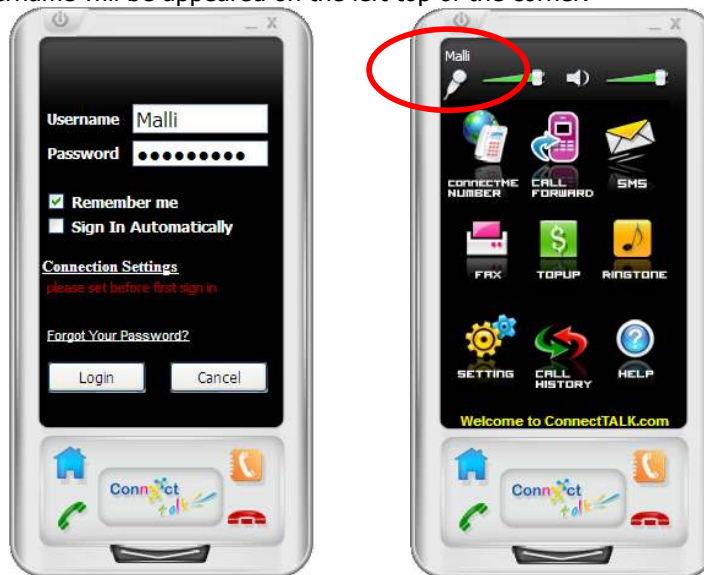 username will be appeared on the left top of the corner.
Username Malli
Password
Remember me
Sign In Automatically
Connection Settings
please set before first sign in
Forgot Your Password?
Login Cancel
Connect
talk
Malli
CONNECTME NUMBER
CALL FORWARD
SMS
FAX
TOPUP
RINGTONE
SETTING
CALL HISTORY
HELP
Welcome to ConnectTALK.com
Connect
talk